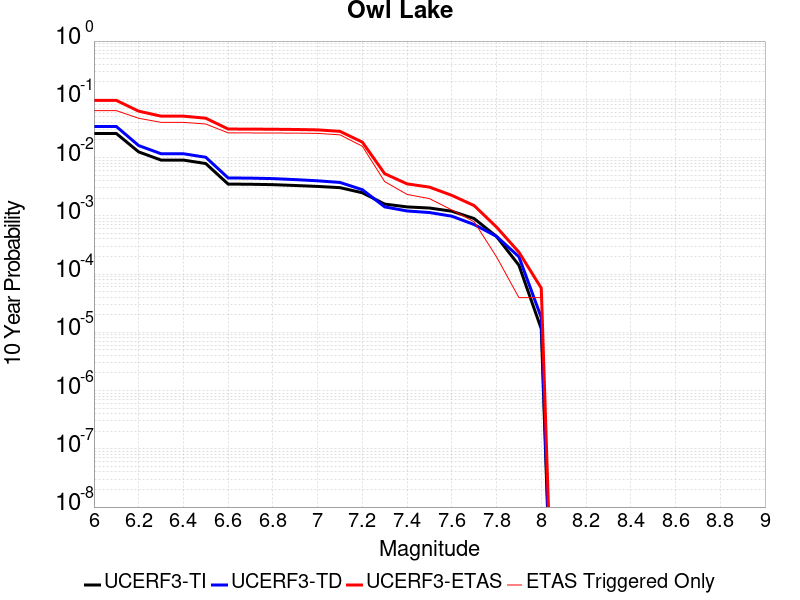 Owl Lake
10 0
10 -1
10 -2
10 -3
10 -4
10 -5
10 -6
10 -7
10 -8
10 Year Probability
6 6.2 6.4 6.6 6.8 7 7.2 7.4 7.6 7.8 8 8.2 8.4 8.6 8.8 9
Magnitude
UCERF3-TI UCERF3-TD UCERF3-ETAS ETAS Triggered Only